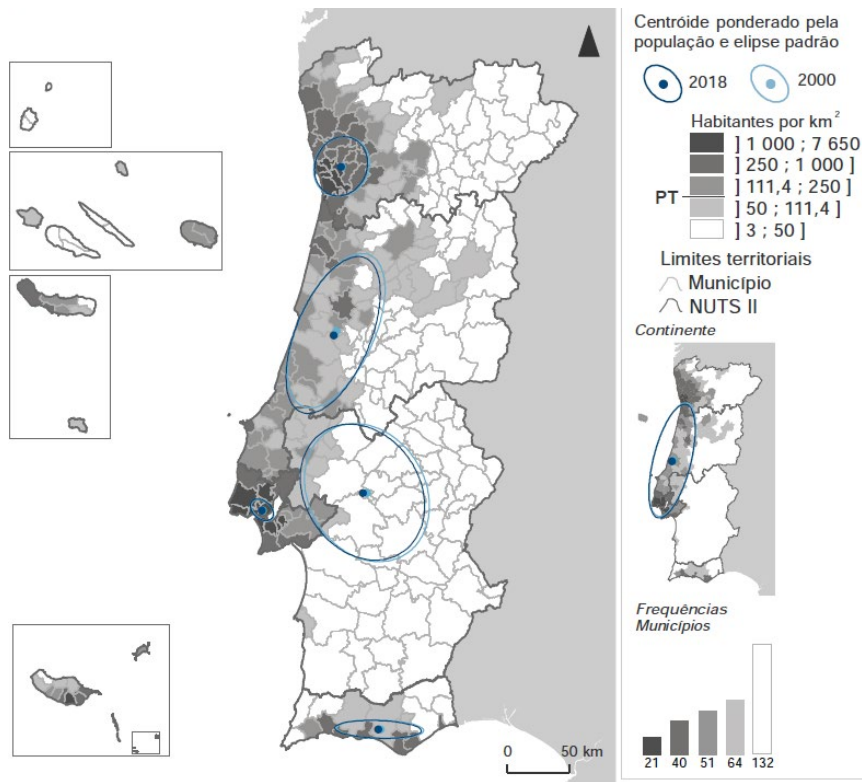 Centróide ponderado pela
população e elipse padrão
2018 2000
Habitantes por km²
] 1 000 ; 7 650
] 250 ; 1 000 ]
] 111,4 ; 250 ]
PT
] 50 ; 111,4 ]
] 3 ; 50 ]
Limites territoriais
Município
NUTS II
Continente
Frequências
Municípios
21 40 51 64 132
0 50 km